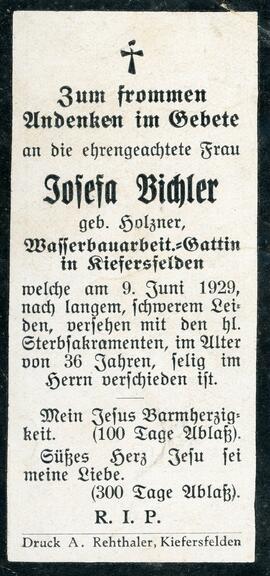 Zum frommen
Andenken im Gebete
an die ehrengeachtete Frau
Josefa Bichler
geb. Holzner,
Wasserbauarbeit.-Gattin
in Kiefersfelden
welche am 9. Juni 1929,
nach langem, schwerem Lei-
den, versehen mit den hl.
Sterbsakramenten, im Alter
von 36 Jahren, selig im
Herrn verschieden ist.
Mein Jesus Barmherzig-
keit. (100 Tage Ablaß).
Süßes Herz Jesu sei
meine Liebe.
(300 Tage Ablaß).
R. I. P.
Druck A. Rehthaler, Kiefersfelden